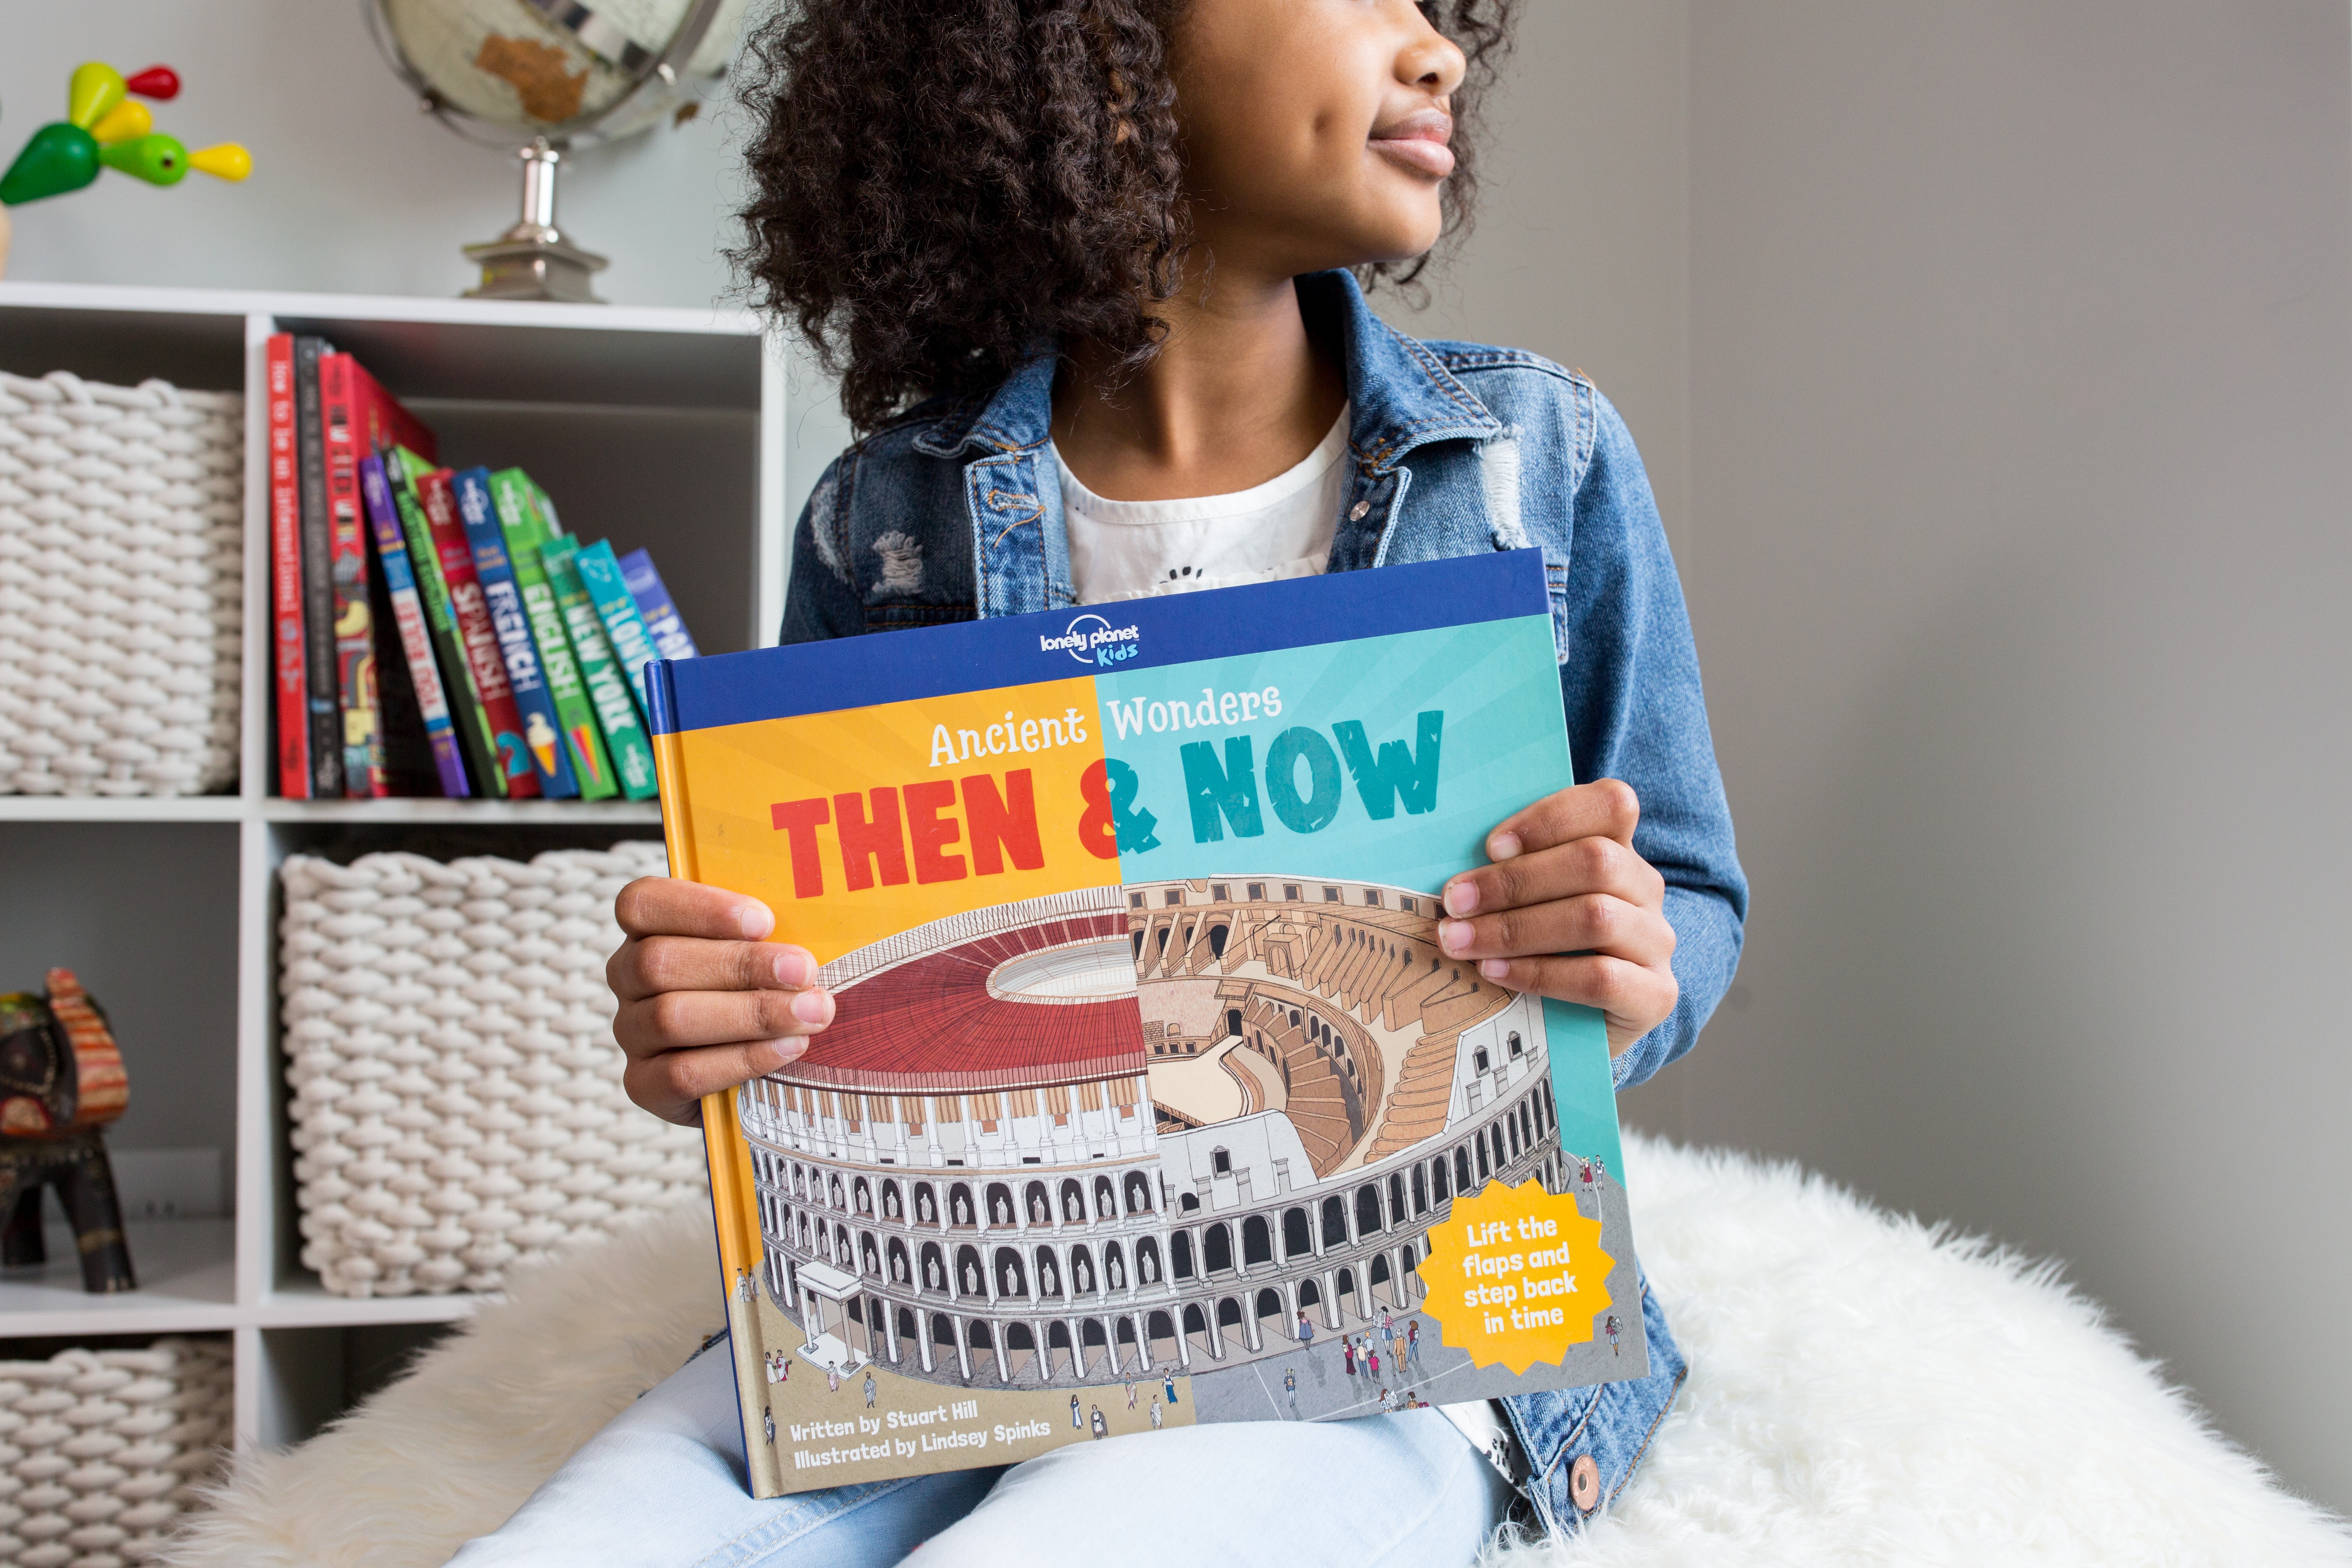 lonely planet
kids
Ancient Wonders
THEN & NOW
Lift the
flaps and
step back
in time
Written by Stuart Hill
Illustrated by Lindsey Spinks
SPANISH
FRENCH
ENGLISH
NEW YORK